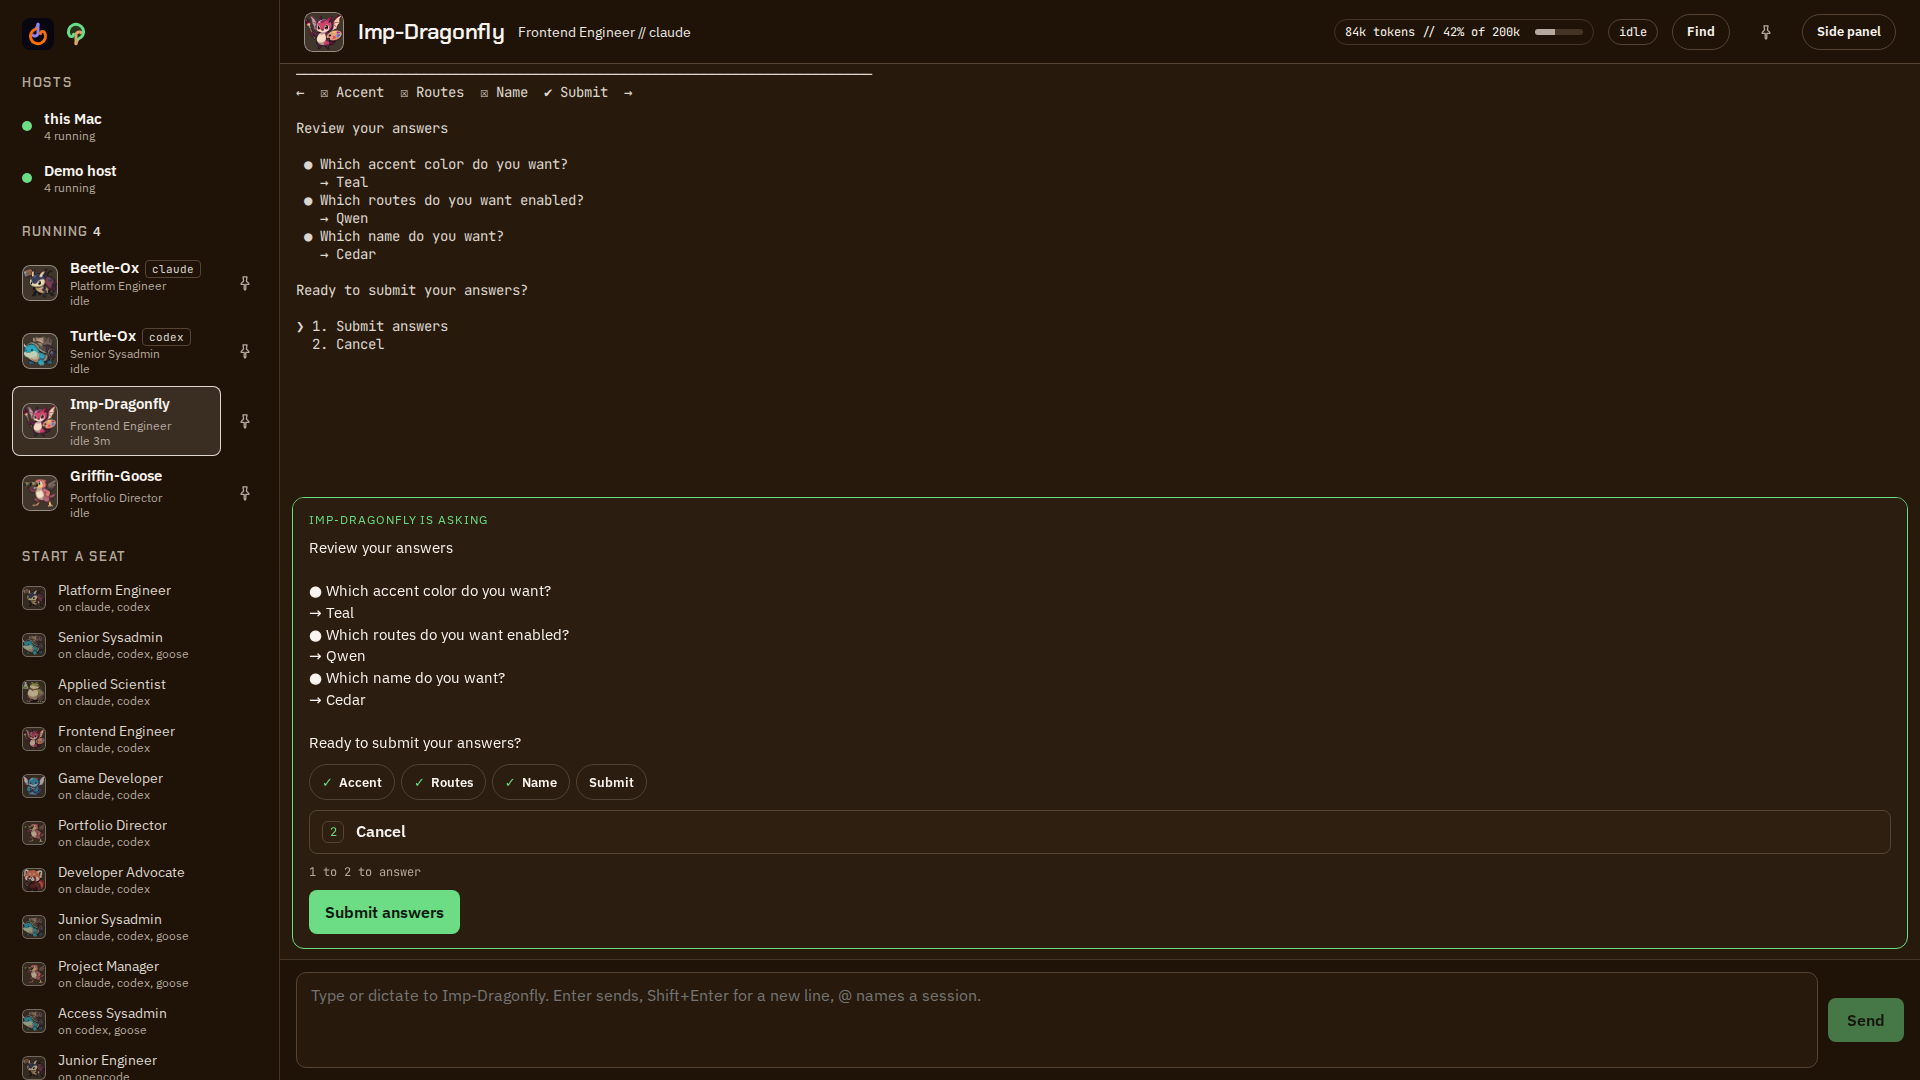 HOSTS
this Mac
4 running
Demo host
4 running
RUNNING 4
Beetle-Ox claude
Platform Engineer
idle
Turtle-Ox codex
Senior Sysadmin
idle
Imp-Dragonfly
Frontend Engineer
idle 3m
Griffin-Goose
Portfolio Director
idle
START A SEAT
Platform Engineer
on claude, codex
Senior Sysadmin
on claude, codex, goose
Applied Scientist
on claude, codex
Frontend Engineer
on claude, codex
Game Developer
on claude, codex
Portfolio Director
on claude, codex
Developer Advocate
on claude, codex
Junior Sysadmin
on claude, codex, goose
Project Manager
on claude, codex, goose
Access Sysadmin
on codex, goose
Junior Engineer
on opencode
Imp-Dragonfly Frontend Engineer // claude
84k tokens // 42% of 200k
idle
Find
Side panel
← ☒ Accent ☒ Routes ☒ Name ✔ Submit →
Review your answers
● Which accent color do you want?
→ Teal
● Which routes do you want enabled?
→ Qwen
● Which name do you want?
→ Cedar
Ready to submit your answers?
❯ 1. Submit answers
2. Cancel
IMP-DRAGONFLY IS ASKING
Review your answers
● Which accent color do you want?
→ Teal
● Which routes do you want enabled?
→ Qwen
● Which name do you want?
→ Cedar
Ready to submit your answers?
✓ Accent ✓ Routes ✓ Name Submit
2 Cancel
1 to 2 to answer
Submit answers
Type or dictate to Imp-Dragonfly. Enter sends, Shift+Enter for a new line, @ names a session.
Send